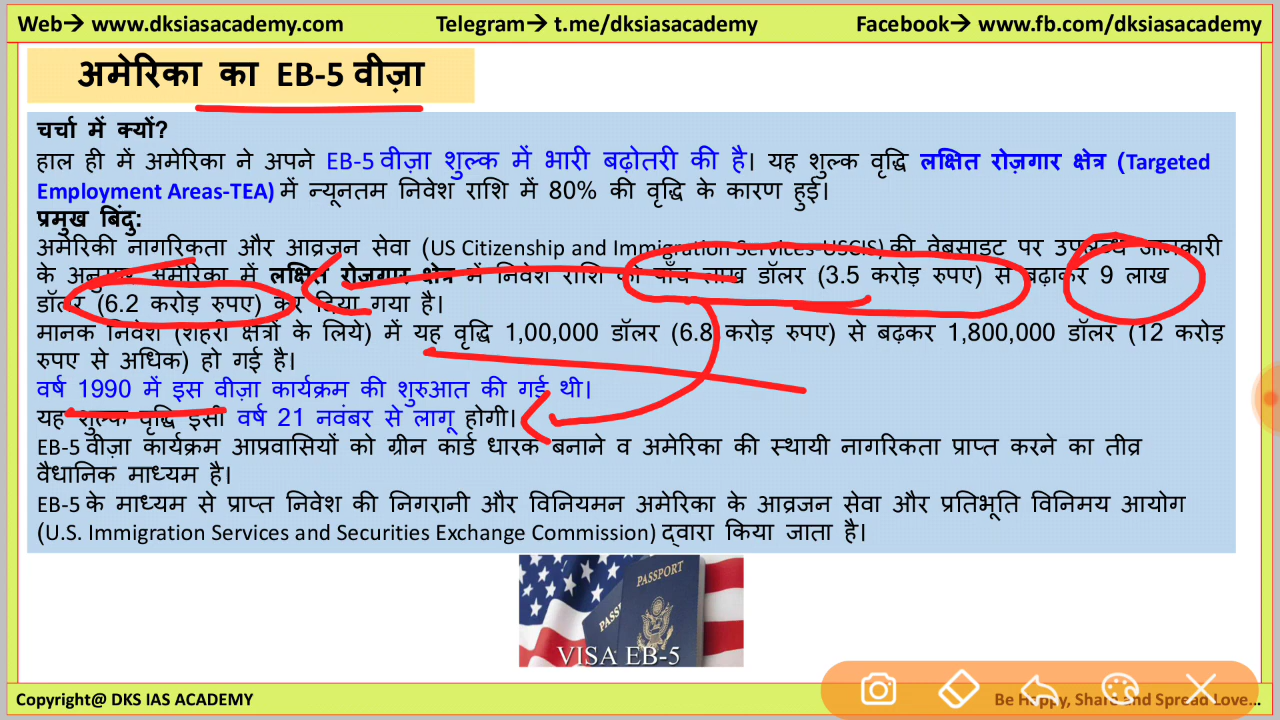 Web→ www.dksiasacademy.com Telegram→ t.me/dksiasacademy Facebook→ www.fb.com/dksiasacademy
अमेरिका का EB-5 वीज़ा
चर्चा में क्यों?
हाल ही में अमेरिका ने अपने EB-5 वीज़ा शुल्क में भारी बढ़ोतरी की है। यह शुल्क वृद्धि लक्षित रोज़गार क्षेत्र (Targeted
Employment Areas-TEA) में न्यूनतम निवेश राशि में 80% की वृद्धि के कारण हुई।
प्रमुख बिंदु:
अमेरिकी नागरिकता और आव्रजन सेवा (US Citizenship and Immigration Services-USCIS) की वेबसाइट पर उपलब्ध जानकारी
के अनुसार अमेरिका में लक्षित रोज़गार क्षेत्र में निवेश राशि को पाँच लाख डॉलर (3.5 करोड़ रुपए) से बढ़ाकर 9 लाख
डॉलर (6.2 करोड़ रुपए) कर दिया गया है।
मानक निवेश (शहरी क्षेत्रों के लिये) में यह वृद्धि 1,00,000 डॉलर (6.8 करोड़ रुपए) से बढ़कर 1,800,000 डॉलर (12 करोड़
रुपए से अधिक) हो गई है।
वर्ष 1990 में इस वीज़ा कार्यक्रम की शुरुआत की गई थी।
यह शुल्क वृद्धि इसी वर्ष 21 नवंबर से लागू होगी।
EB-5 वीज़ा कार्यक्रम आप्रवासियों को ग्रीन कार्ड धारक बनाने व अमेरिका की स्थायी नागरिकता प्राप्त करने का तीव्र
वैधानिक माध्यम है।
EB-5 के माध्यम से प्राप्त निवेश की निगरानी और विनियमन अमेरिका के आव्रजन सेवा और प्रतिभूति विनिमय आयोग
(U.S. Immigration Services and Securities Exchange Commission) द्वारा किया जाता है।
PASSPORT
PASS
VISA EB-5
Copyright@ DKS IAS ACADEMY Be Happy, Share and Spread Love...